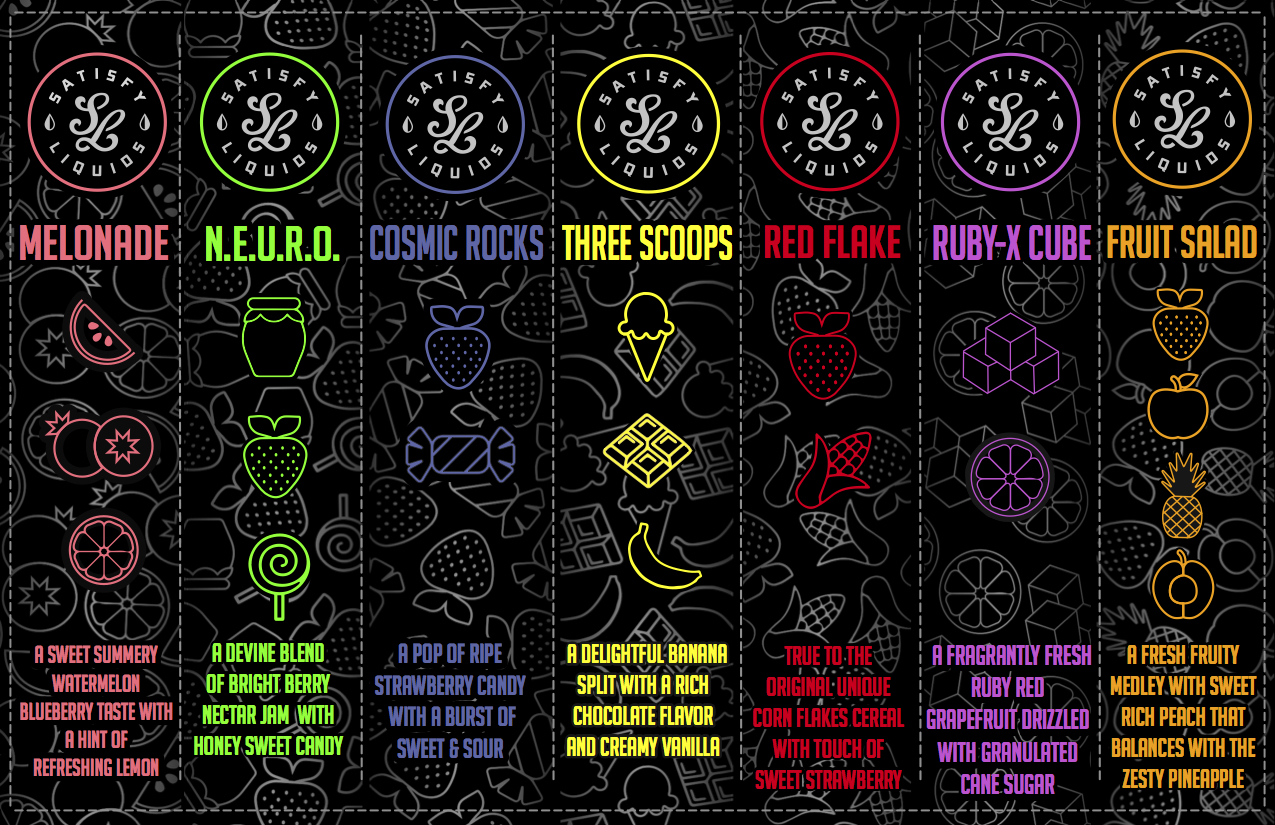 SATISFY
SL
LIQUIDS
MELONADE
A SWEET SUMMERY
WATERMELON
BLUEBERRY TASTE WITH
A HINT OF
REFRESHING LEMON
SATISFY
SL
LIQUIDS
N.E.U.R.O.
A DEVINE BLEND
OF BRIGHT BERRY
NECTAR JAM WITH
HONEY SWEET CANDY
SATISFY
SL
LIQUIDS
COSMIC ROCKS
A POP OF RIPE
STRAWBERRY CANDY
WITH A BURST OF
SWEET & SOUR
SATISFY
SL
LIQUIDS
THREE SCOOPS
A DELIGHTFUL BANANA
SPLIT WITH A RICH
CHOCOLATE FLAVOR
AND CREAMY VANILLA
SATISFY
SL
LIQUIDS
RED FLAKE
TRUE TO THE
ORIGINAL UNIQUE
CORN FLAKES CEREAL
WITH TOUCH OF
SWEET STRAWBERRY
SATISFY
SL
LIQUIDS
RUBY-X CUBE
A FRAGRANTLY FRESH
RUBY RED
GRAPEFRUIT DRIZZLED
WITH GRANULATED
CANE SUGAR
SATISFY
SL
LIQUIDS
FRUIT SALAD
A FRESH FRUITY
MEDLEY WITH SWEET
RICH PEACH THAT
BALANCES WITH THE
ZESTY PINEAPPLE